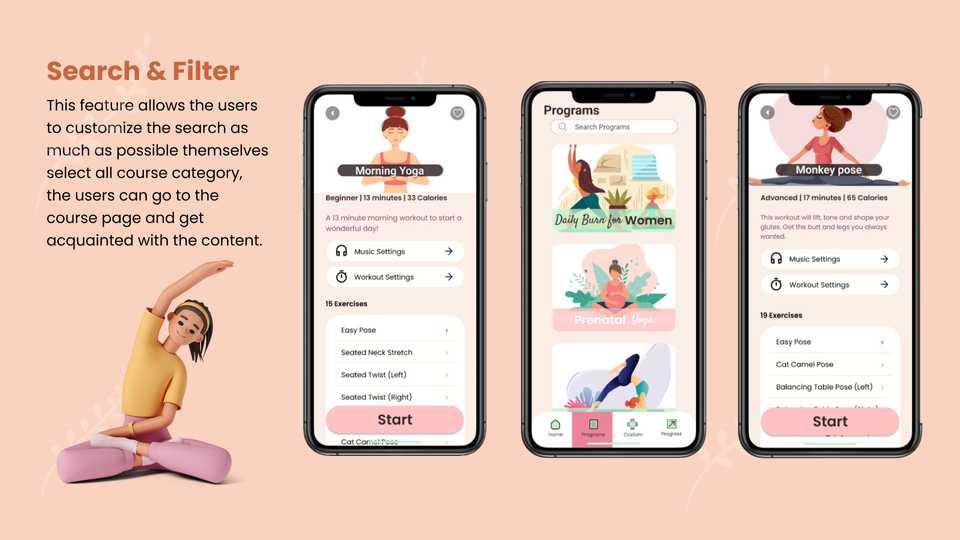 Search & Filter
This feature allows the users
to customize the search as
much as possible themselves
select all course category,
the users can go to the
course page and get
acquainted with the content.
Morning Yoga
Beginner | 13 minutes | 33 Calories
A 13 minute morning workout to start a
wonderful day!
Music Settings
Workout Settings
15 Exercises
Easy Pose
Seated Neck Stretch
Seated Twist (Left)
Seated Twist (Right)
Start
Cat Camel Pose
Programs
Search Programs
Daily Burn for Women
Prenatal Yoga
Home
Programs
Custom
Progress
Monkey pose
Advanced | 17 minutes | 65 Calories
This workout will lift, tone and shape your
glutes. Get the butt and legs you always
wanted.
Music Settings
Workout Settings
19 Exercises
Easy Pose
Cat Camel Pose
Balancing Table Pose (Left)
Start